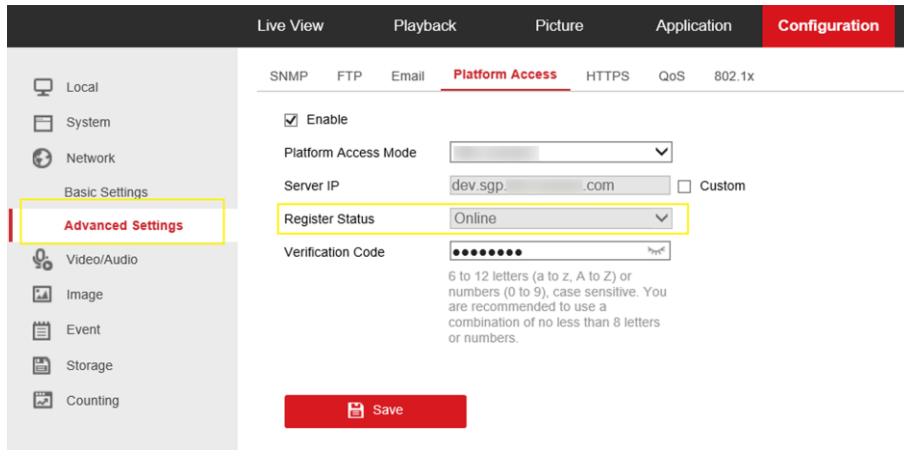 Live View Playback Picture Application Configuration
SNMP FTP Email Platform Access HTTPS QoS 802.1x
Local
System
Network
Basic Settings
Advanced Settings
Video/Audio
Image
Event
Storage
Counting
Enable
Platform Access Mode
Server IP dev.sgp. .com Custom
Register Status Online
Verification Code ●●●●●●●●
6 to 12 letters (a to z, A to Z) or
numbers (0 to 9), case sensitive. You
are recommended to use a
combination of no less than 8 letters
or numbers.
Save